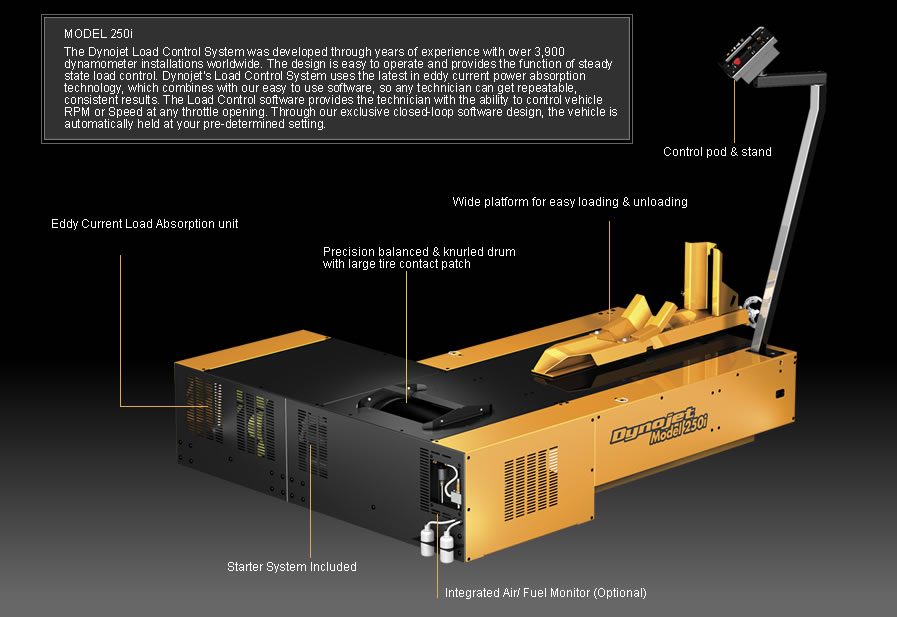 MODEL 250i
The Dynojet Load Control System was developed through years of experience with over 3,900
dynamometer installations worldwide. The design is easy to operate and provides the function of steady
state load control. Dynojet's Load Control System uses the latest in eddy current power absorption
technology, which combines with our easy to use software, so any technician can get repeatable,
consistent results. The Load Control software provides the technician with the ability to control vehicle
RPM or Speed at any throttle opening. Through our exclusive closed-loop software design, the vehicle is
automatically held at your pre-determined setting.
Control pod & stand
Wide platform for easy loading & unloading
Eddy Current Load Absorption unit
Precision balanced & knurled drum
with large tire contact patch
Dynojet
Model 250i
Starter System Included
Integrated Air/ Fuel Monitor (Optional)